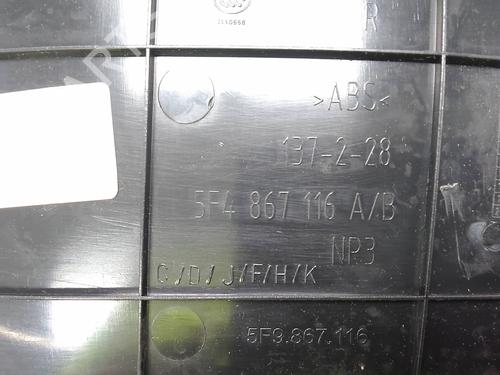 R
>ABS<
137-2-28
5F4 867 116 A/B
NR3
C/D/J/F/H/K
5F9.867.116